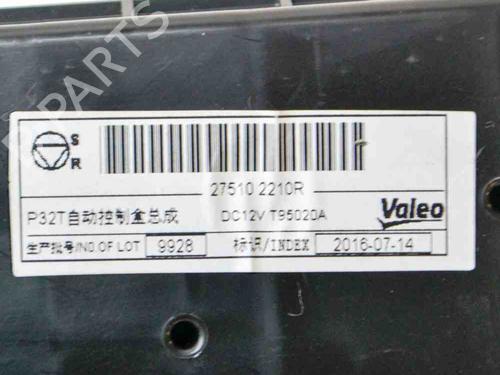 B-PARTS
S
R
27510 2210R
P32T自动控制盒总成 DC12V T95020A Valeo
生产批号/NO.OF LOT 9928 标识/INDEX 2016-07-14